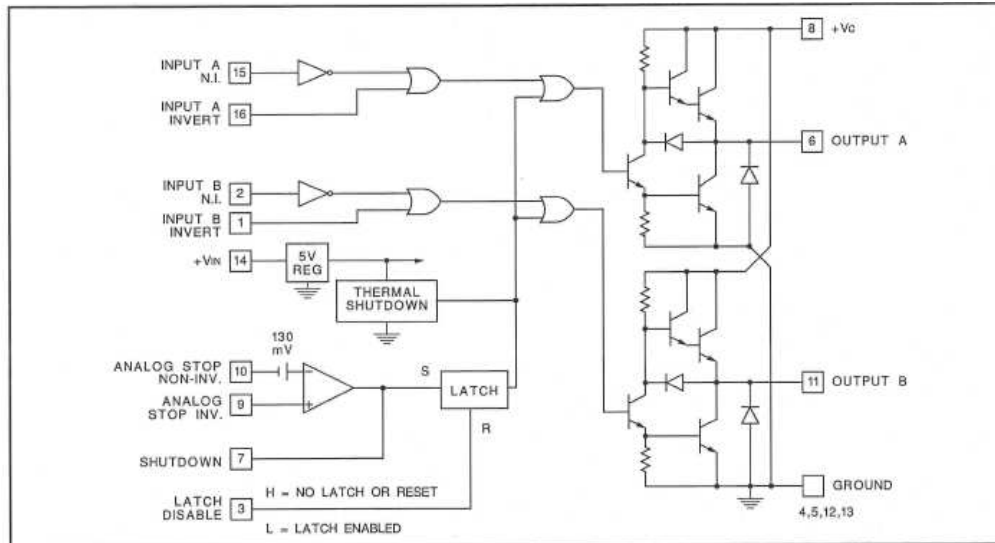 INPUT A
N.I.
15
INPUT A
INVERT
16
INPUT B
N.I.
2
INPUT B
INVERT
1
+VIN
14
5V
REG
THERMAL
SHUTDOWN
130
mV
ANALOG STOP
NON-INV.
10
ANALOG
STOP INV.
9
S
LATCH
R
SHUTDOWN
7
LATCH
DISABLE
3
H = NO LATCH OR RESET
L = LATCH ENABLED
8
+VC
6
OUTPUT A
11
OUTPUT B
GROUND
4,5,12,13